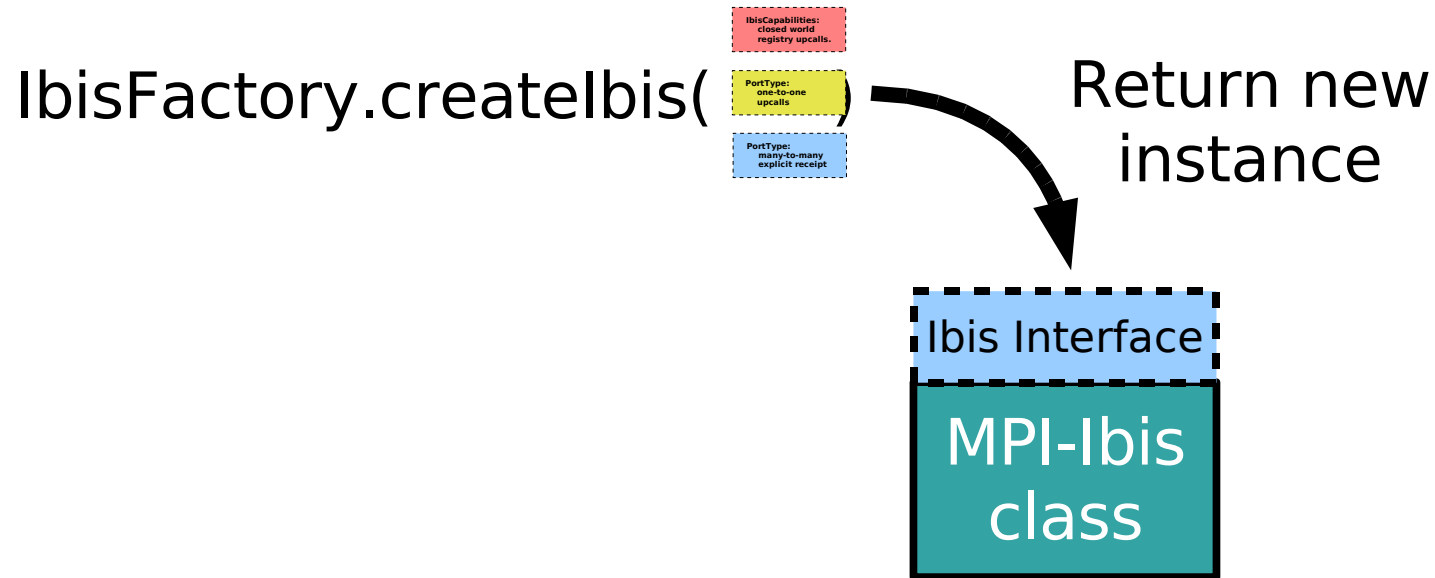 IbisCapabilities:
closed world
registry upcalls.
IbisFactory.createIbis( )
PortType:
one-to-one
upcalls
PortType:
many-to-many
explicit receipt
Return new
instance
Ibis Interface
MPI-Ibis
class